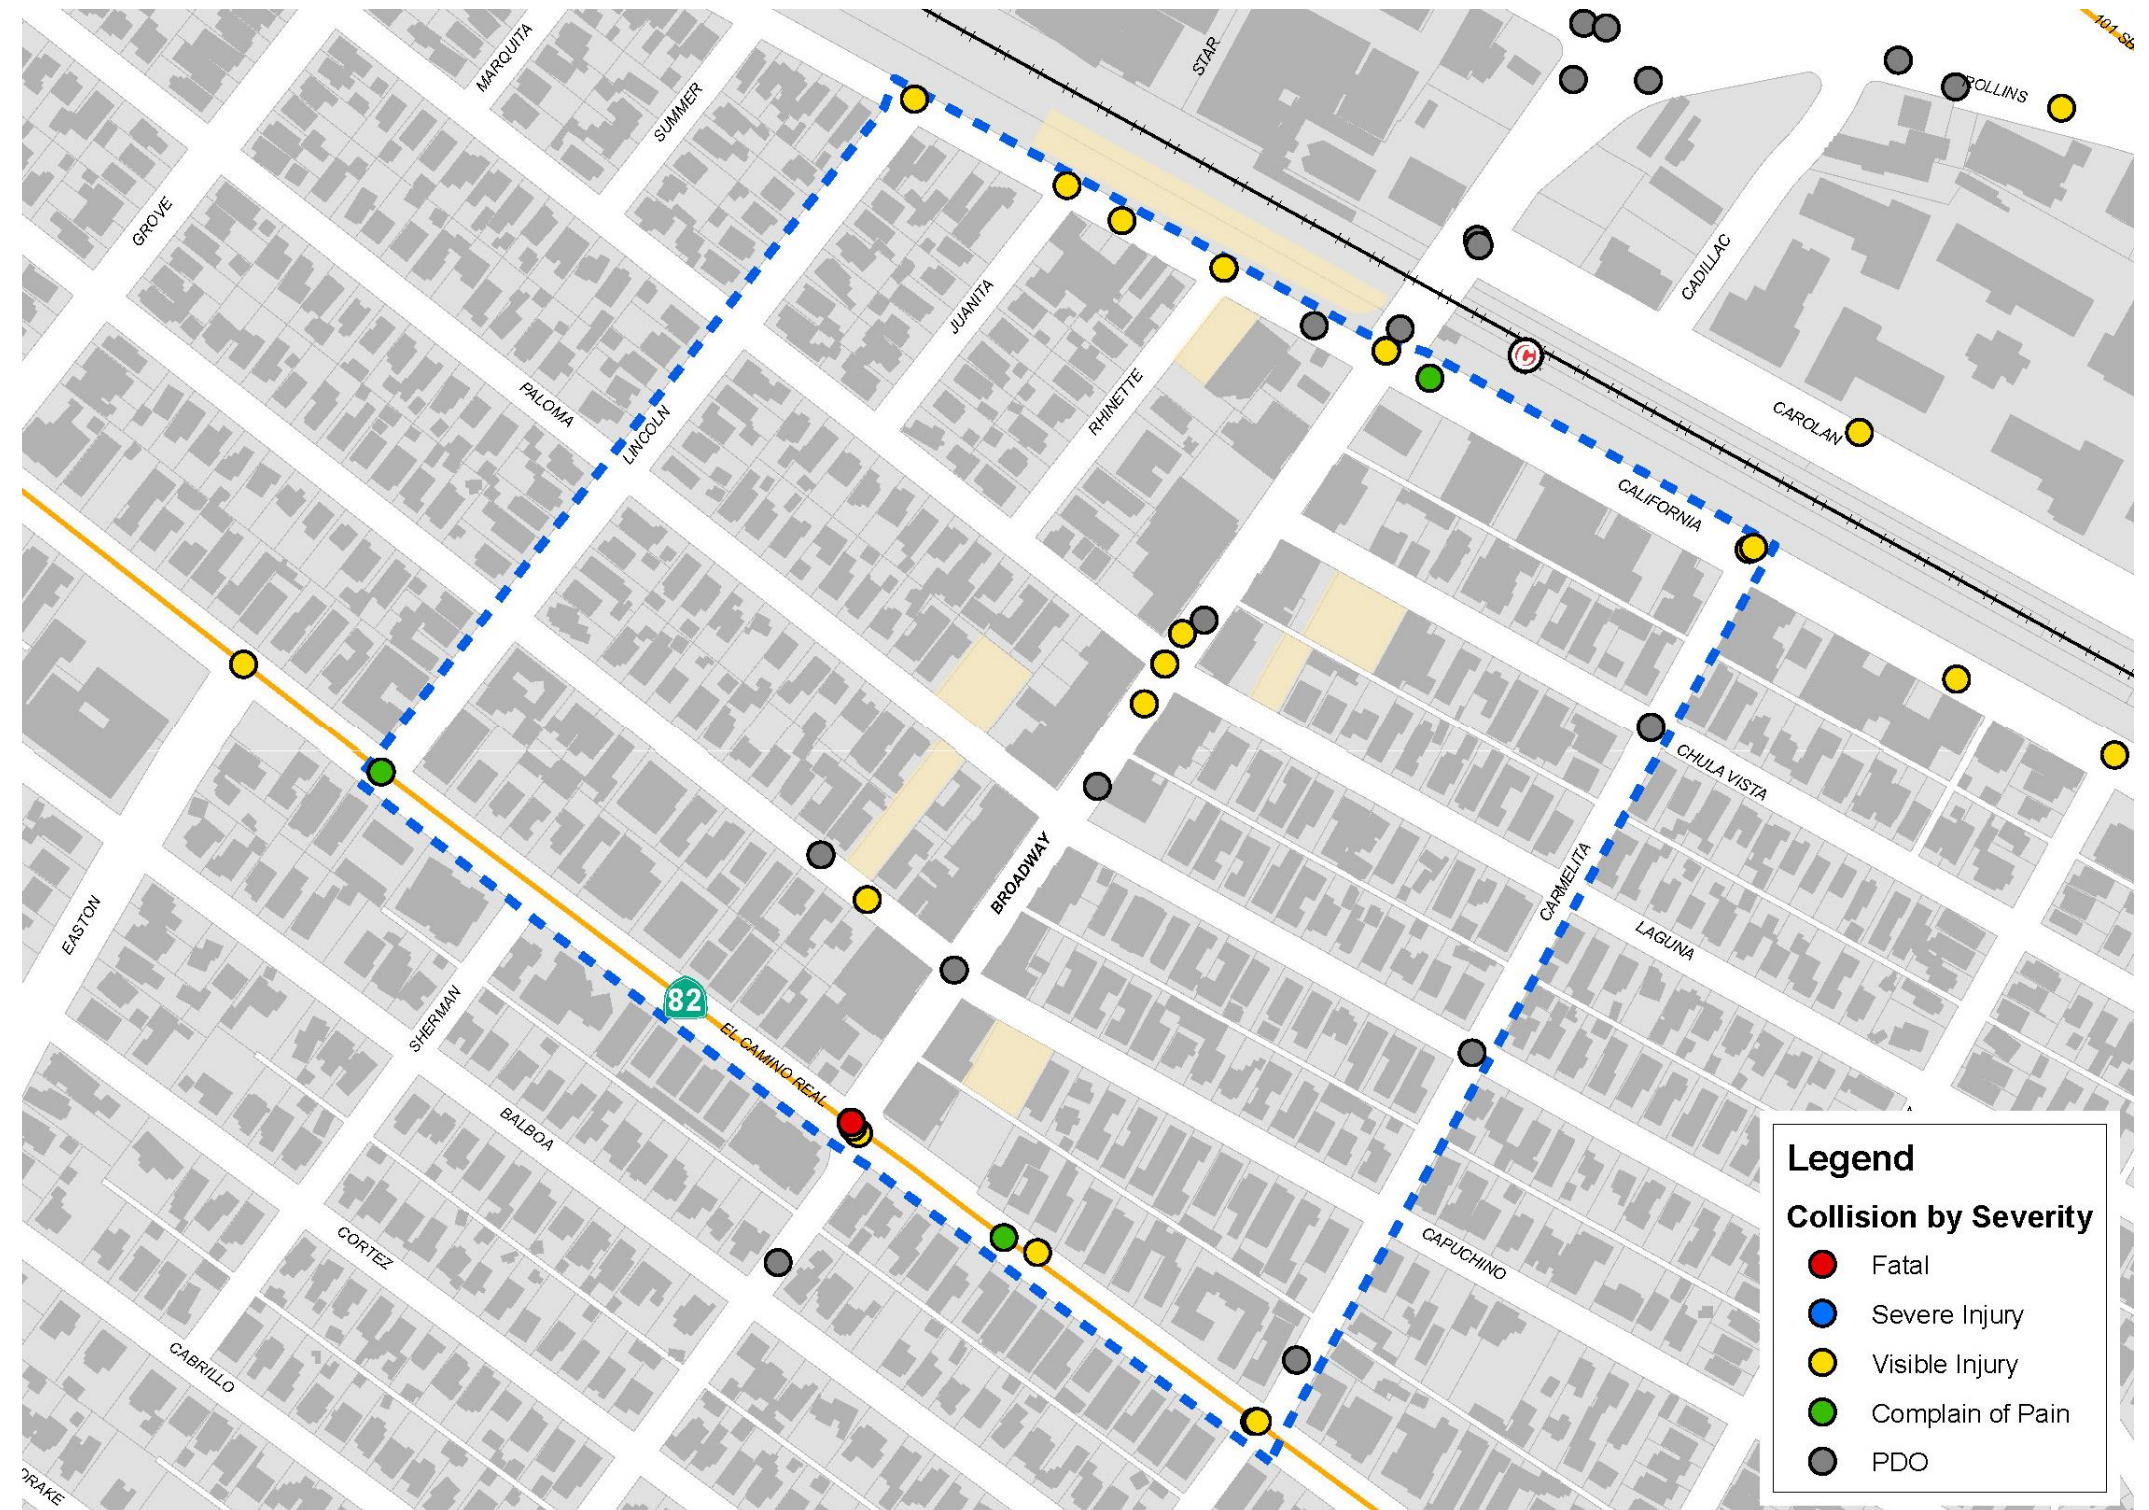 101 SB
ROLLINS
MARQUITA
STAR
SUMMER
GROVE
CADILLAC
JUANITA
PALOMA
RHINETTE
LINCOLN
CAROLAN
CALIFORNIA
CHULA VISTA
BROADWAY
CARMELITA
EASTON
LAGUNA
SHERMAN
82
EL CAMINO REAL
BALBOA
CORTEZ
CAPUCHINO
CABRILLO
DRAKE
Legend
Collision by Severity
Fatal
Severe Injury
Visible Injury
Complain of Pain
PDO